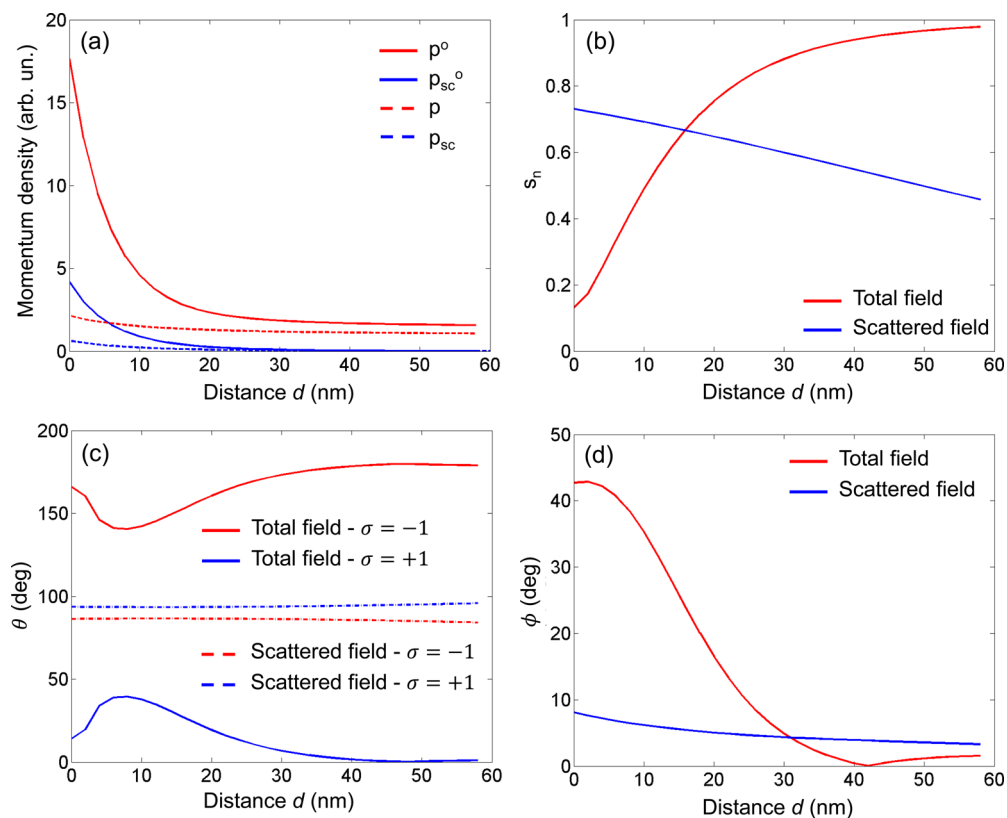 (a)
Momentum density (arb. un.)
20
15
10
5
0
pᵒ
p_scᵒ
p
p_sc
0 10 20 30 40 50 60
Distance d (nm)
(b)
sₙ
1
0.8
0.6
0.4
0.2
0
Total field
Scattered field
0 10 20 30 40 50 60
Distance d (nm)
(c)
θ (deg)
200
150
100
50
0
Total field - σ = −1
Total field - σ = +1
Scattered field - σ = −1
Scattered field - σ = +1
0 10 20 30 40 50 60
Distance d (nm)
(d)
ϕ (deg)
50
40
30
20
10
0
Total field
Scattered field
0 10 20 30 40 50 60
Distance d (nm)